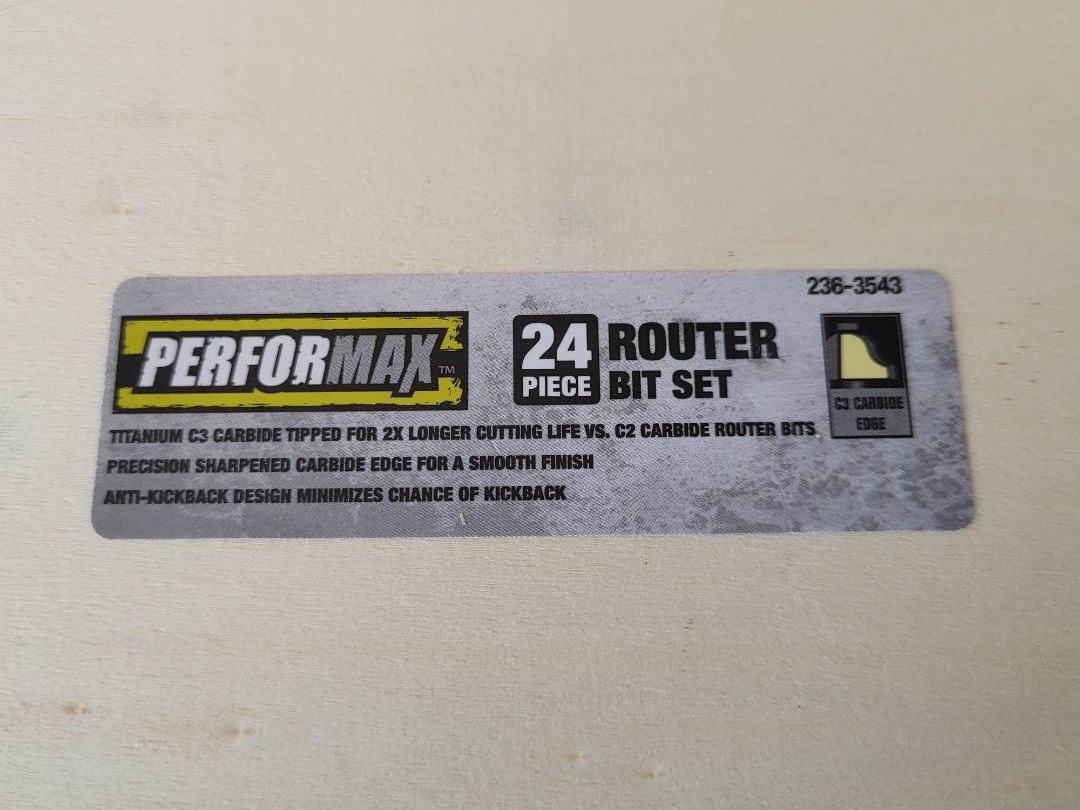 236-3543
PERFORMAX™
24
PIECE
ROUTER
BIT SET
C3 CARBIDE
EDGE
TITANIUM C3 CARBIDE TIPPED FOR 2X LONGER CUTTING LIFE VS. C2 CARBIDE ROUTER BITS
PRECISION SHARPENED CARBIDE EDGE FOR A SMOOTH FINISH
ANTI-KICKBACK DESIGN MINIMIZES CHANCE OF KICKBACK